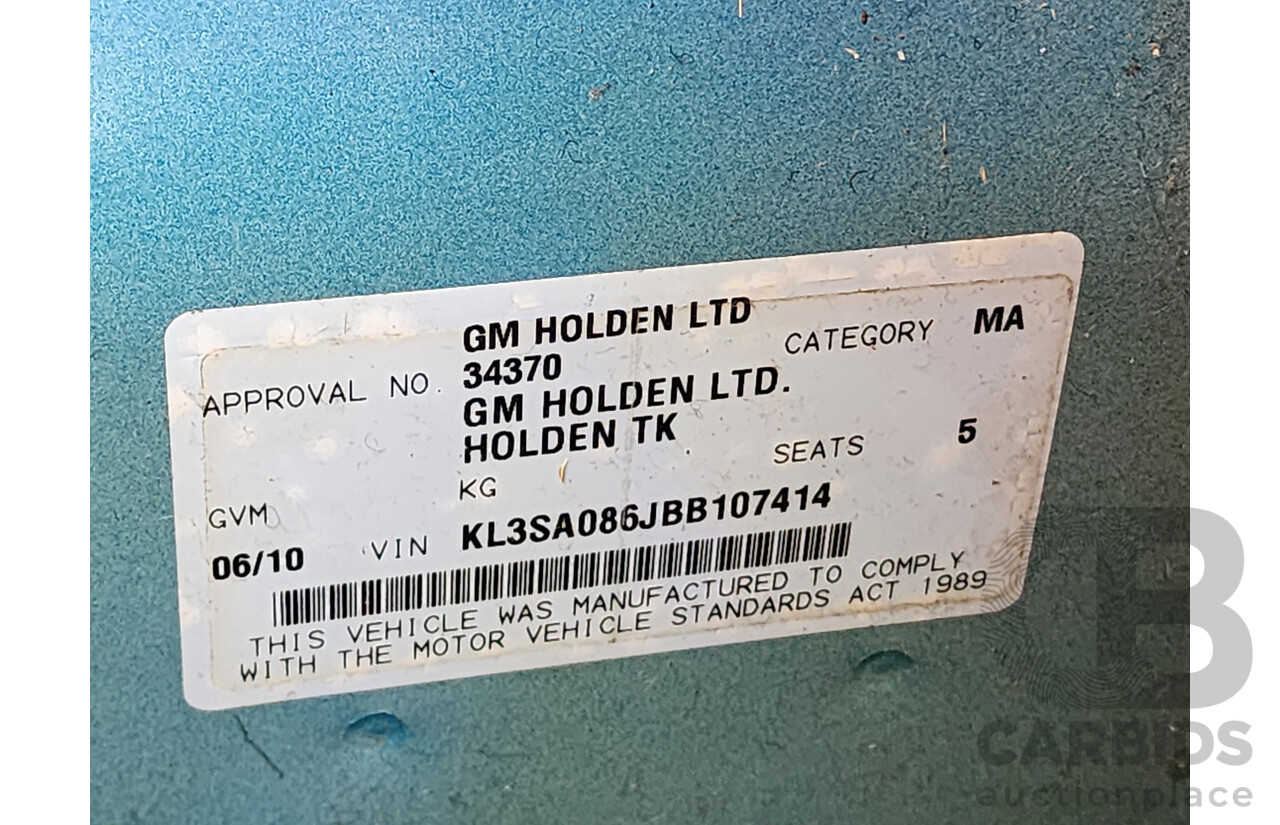 GM HOLDEN LTD
APPROVAL NO. 34370 CATEGORY MA
GM HOLDEN LTD.
HOLDEN TK
GVM KG SEATS 5
06/10 VIN KL3SA086JBB107414
THIS VEHICLE WAS MANUFACTURED TO COMPLY
WITH THE MOTOR VEHICLE STANDARDS ACT 1989
CB
CARBIDS
auctionplace